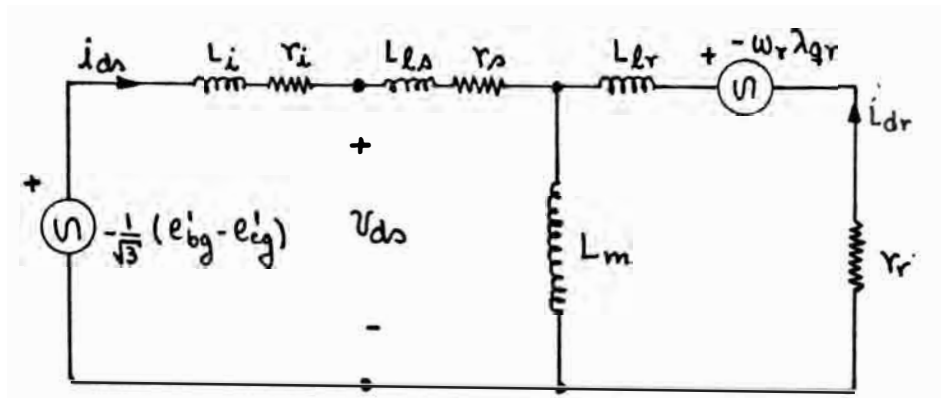 i_ds
L_i
r_i
L_ls
r_s
L_lr
+ -ω_r λ_qr
i_dr
+
-1/√3 (e'_bg - e'_cg)
+
v_ds
-
L_m
r_r